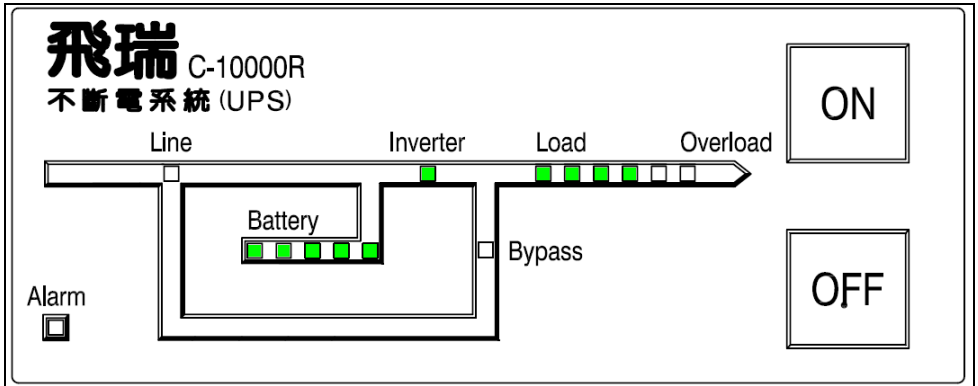 飛瑞 C-10000R
不斷電系統 (UPS)
ON
Line
Inverter
Load
Overload
Battery
Bypass
Alarm
OFF